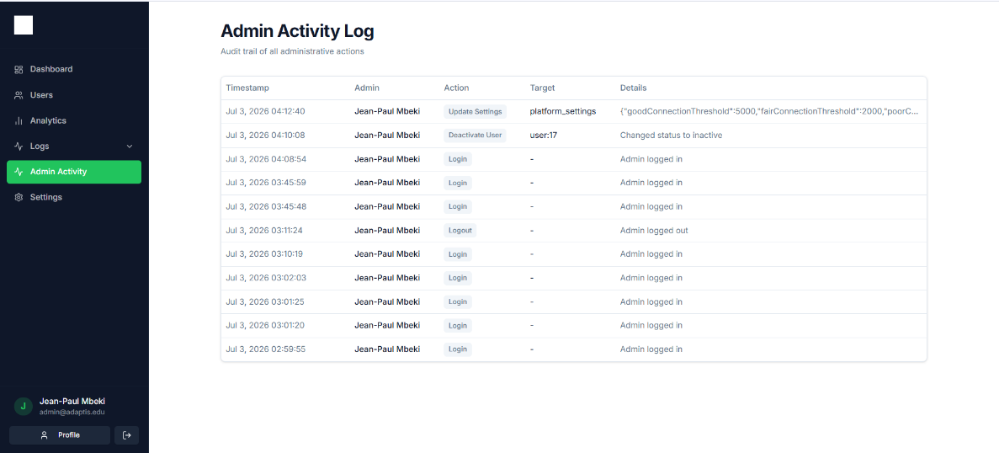 Dashboard
Users
Analytics
Logs
Admin Activity
Settings
Jean-Paul Mbeki
admin@adaptis.edu
J
Profile
Admin Activity Log
Audit trail of all administrative actions
Timestamp Admin Action Target Details
Jul 3, 2026 04:12:40 Jean-Paul Mbeki Update Settings platform_settings {"goodConnectionThreshold":5000,"fairConnectionThreshold":2000,"poorC...
Jul 3, 2026 04:10:08 Jean-Paul Mbeki Deactivate User user:17 Changed status to inactive
Jul 3, 2026 04:08:54 Jean-Paul Mbeki Login - Admin logged in
Jul 3, 2026 03:45:59 Jean-Paul Mbeki Login - Admin logged in
Jul 3, 2026 03:45:48 Jean-Paul Mbeki Login - Admin logged in
Jul 3, 2026 03:11:24 Jean-Paul Mbeki Logout - Admin logged out
Jul 3, 2026 03:10:19 Jean-Paul Mbeki Login - Admin logged in
Jul 3, 2026 03:02:03 Jean-Paul Mbeki Login - Admin logged in
Jul 3, 2026 03:01:25 Jean-Paul Mbeki Login - Admin logged in
Jul 3, 2026 03:01:20 Jean-Paul Mbeki Login - Admin logged in
Jul 3, 2026 02:59:55 Jean-Paul Mbeki Login - Admin logged in